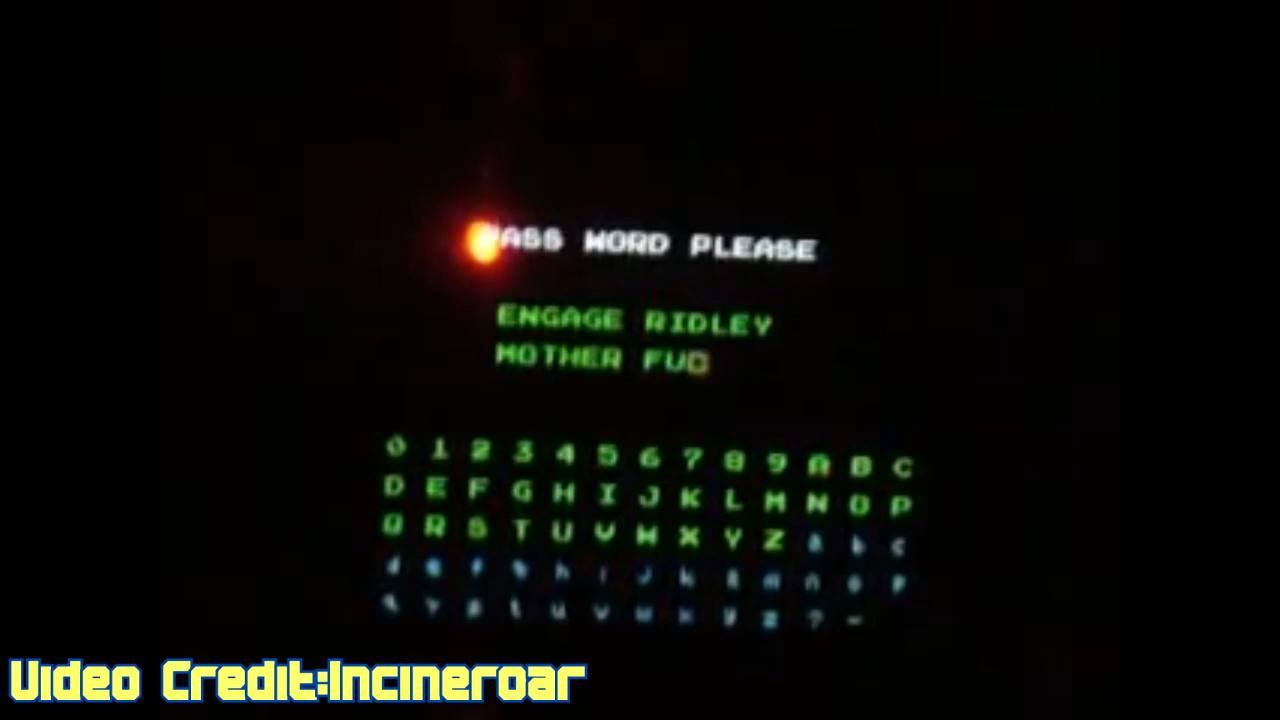 PASS WORD PLEASE
ENGAGE RIDLEY
MOTHER FU
0 1 2 3 4 5 6 7 8 9 A B C
D E F G H I J K L M N O P
Q R S T U V W X Y Z a b c
d e f g h i j k l m n o p
q r s t u v w x y z ? -
Video Credit:Incineroar